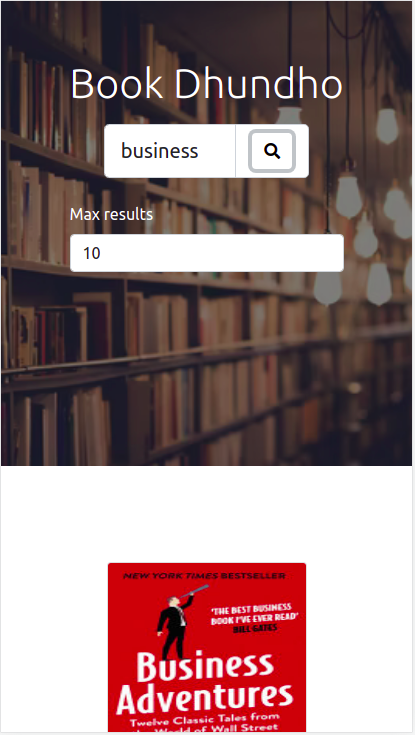 Book Dhundho
business
Max results
10
NEW YORK TIMES BESTSELLER
'THE BEST BUSINESS
BOOK I'VE EVER READ'
BILL GATES
Business
Adventures
Twelve Classic Tales from
the World of Wall Street